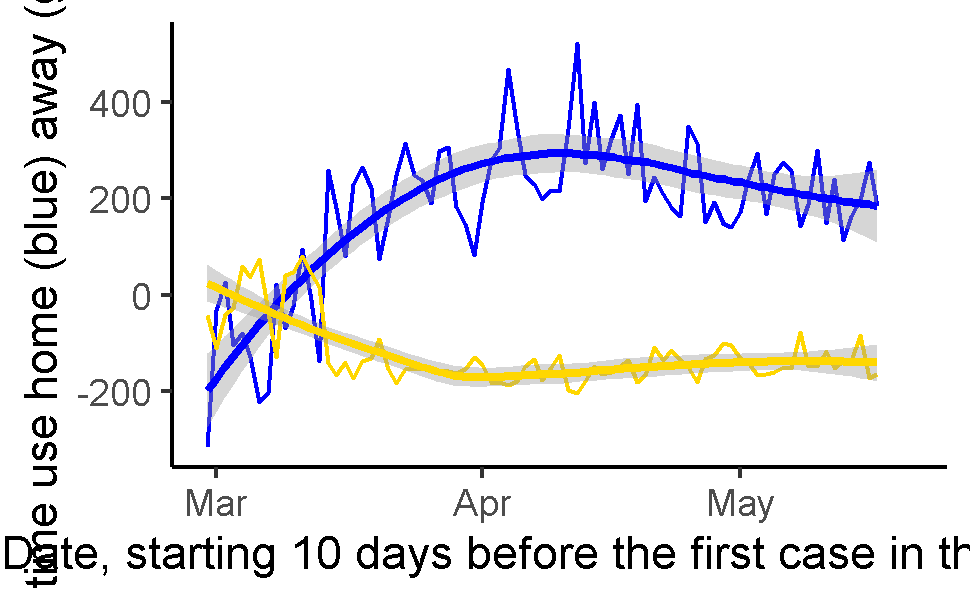 time use home (blue) away (
400
200
0
-200
Mar Apr May
Date, starting 10 days before the first case in